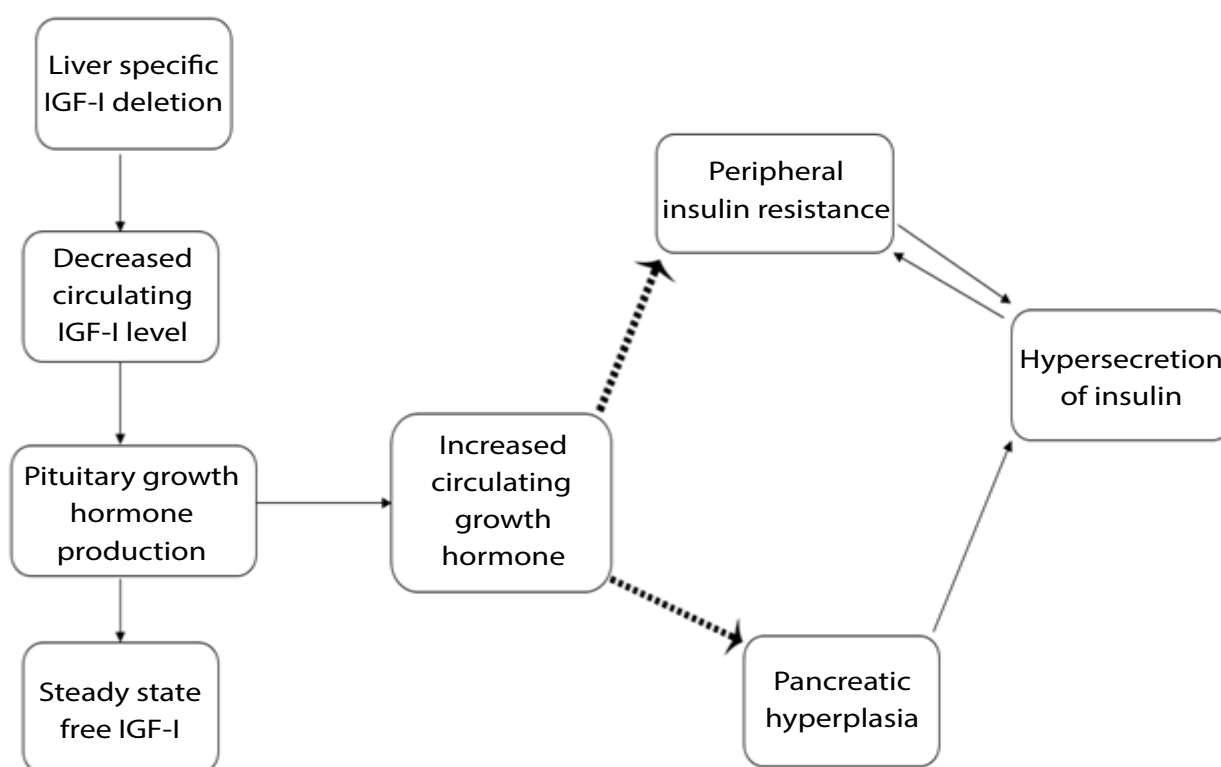 Liver specific
IGF-I deletion
Decreased
circulating
IGF-I level
Pituitary growth
hormone
production
Steady state
free IGF-I
Increased
circulating
growth
hormone
Peripheral
insulin resistance
Pancreatic
hyperplasia
Hypersecretion
of insulin